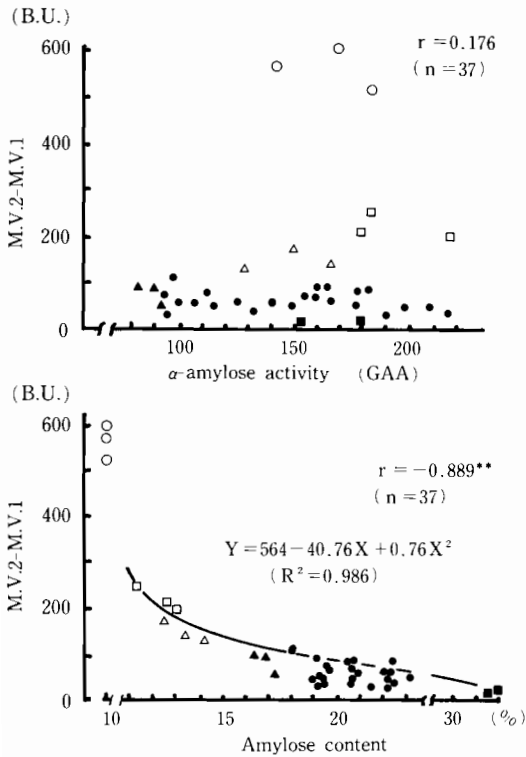 (B.U.)
600
400
200
0
M.V.2-M.V.1
r=0.176
(n=37)
100 150 200
α-amylose activity (GAA)
(B.U.)
600
400
200
0
M.V.2-M.V.1
r=-0.889**
(n=37)
Y=564-40.76X+0.76X²
(R²=0.986)
10 15 20 30 (%)
Amylose content